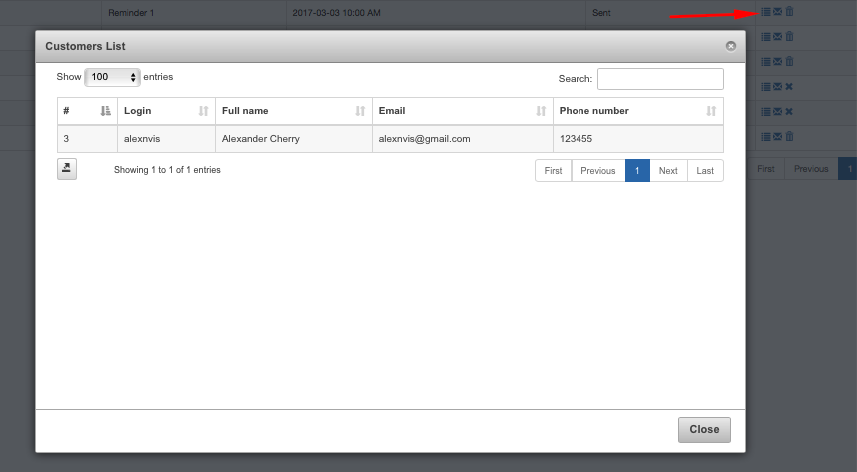 Reminder 1 2017-03-03 10:00 AM Sent
Customers List
Show 100 entries Search:
# Login Full name Email Phone number
3 alexnvis Alexander Cherry alexnvis@gmail.com 123455
Showing 1 to 1 of 1 entries First Previous 1 Next Last
First Previous 1
Close